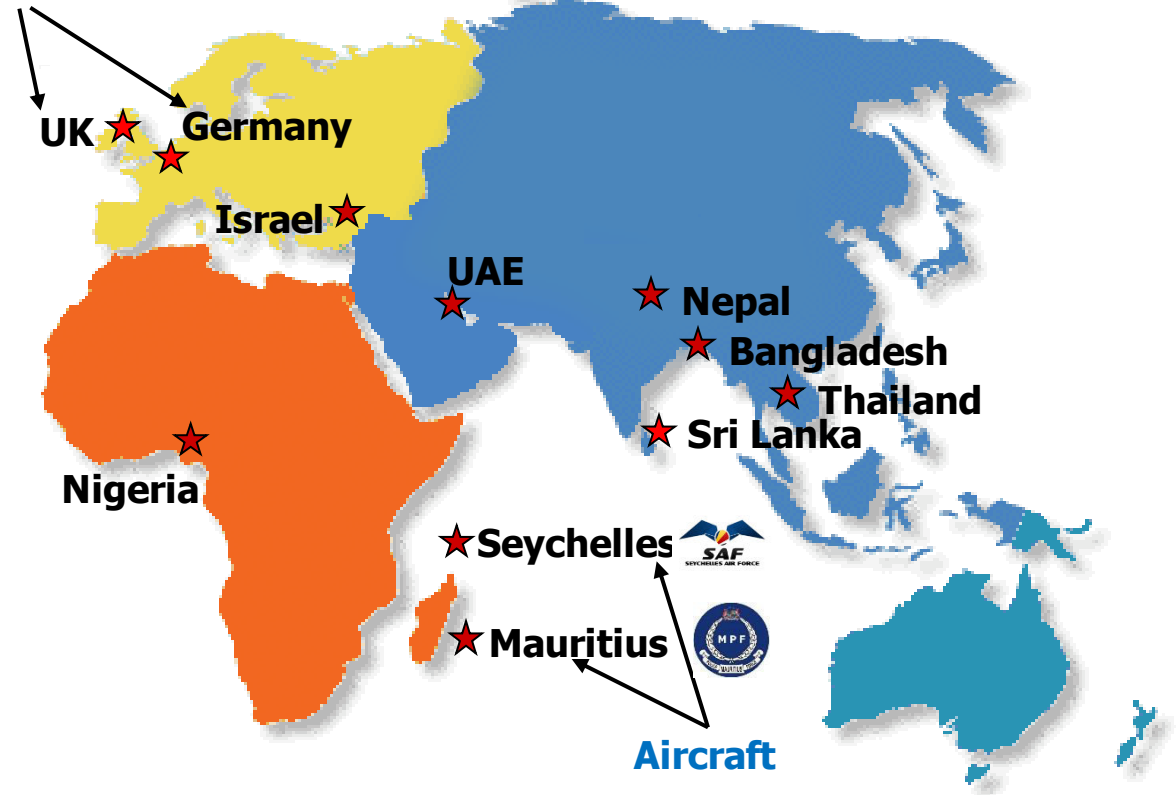 UK
Germany
Israel
UAE
Nepal
Bangladesh
Thailand
Sri Lanka
Nigeria
Seychelles
SAF
SEYCHELLES AIR FORCE
Mauritius
MPF
Aircraft